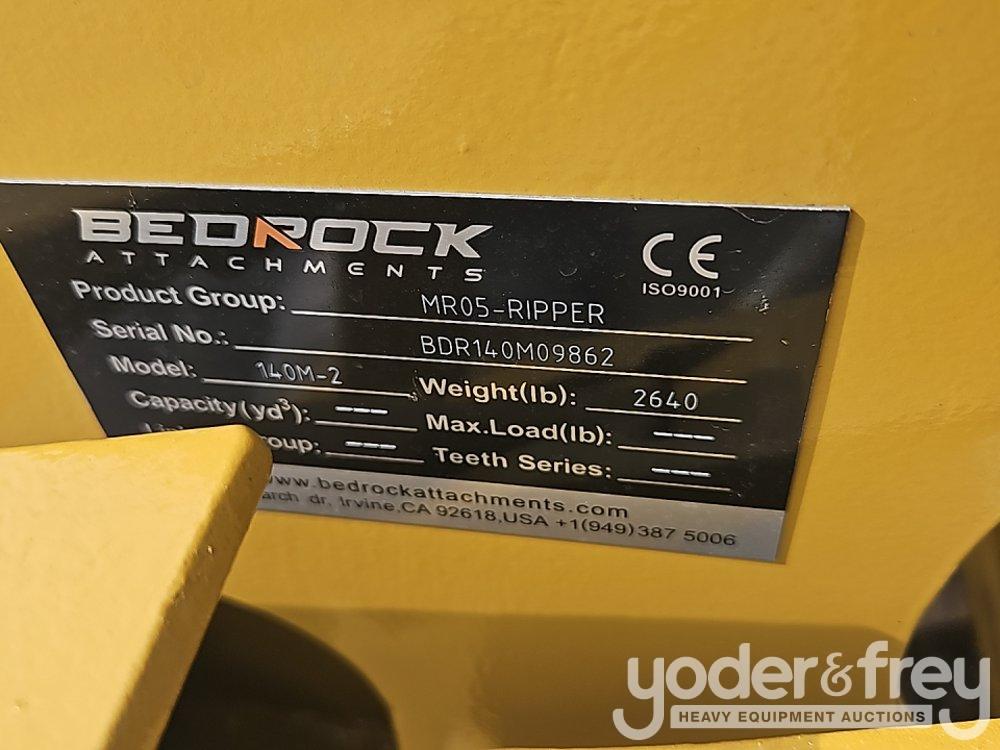 BEDROCK
ATTACHMENTS
CE
ISO9001
Product Group: MR05-RIPPER
Serial No.: BDR140M09862
Model: 140M-2 Weight(lb): 2640
Capacity(yd³): --- Max.Load(lb): ---
oup: --- Teeth Series: ---
www.bedrockattachments.com
arch dr, Irvine,CA 92618,USA +1(949)387 5006
yoder&frey
HEAVY EQUIPMENT AUCTIONS